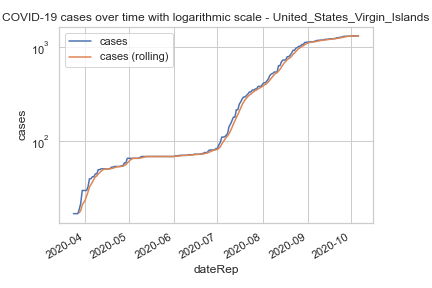 COVID-19 cases over time with logarithmic scale - United_States_Virgin_Islands
cases
cases (rolling)
10³
10²
cases
2020-04
2020-05
2020-06
2020-07
2020-08
2020-09
2020-10
dateRep